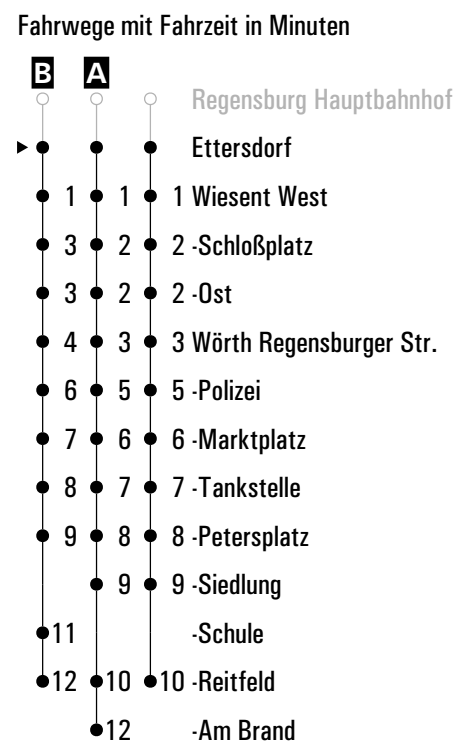 Fahrwege mit Fahrzeit in Minuten
B A
Regensburg Hauptbahnhof
Ettersdorf
1 1 1 Wiesent West
3 2 2 -Schloßplatz
3 2 2 -Ost
4 3 3 Wörth Regensburger Str.
6 5 5 -Polizei
7 6 6 -Marktplatz
8 7 7 -Tankstelle
9 8 8 -Petersplatz
9 9 -Siedlung
11 -Schule
12 10 10 -Reitfeld
12 -Am Brand